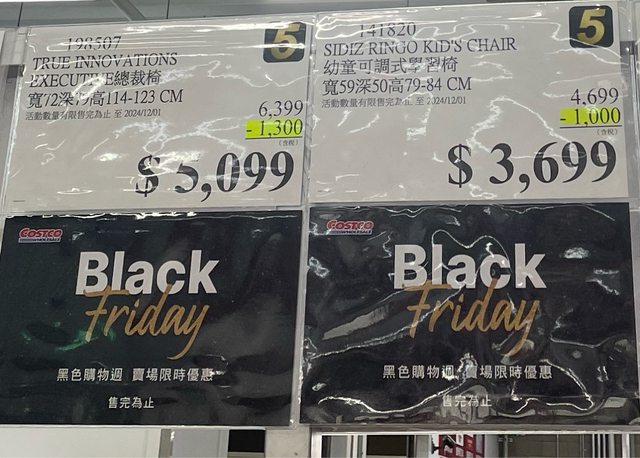 198507
5
TRUE INNOVATIONS
EXECUTIVE總裁椅
寬72深75高114-123 CM
活動數量有限售完為止 至 2024/12/01
6,399
- 1,300
(含稅)
$ 5,099
141820
5
SIDIZ RINGO KID'S CHAIR
幼童可調式學習椅
寬59深50高79-84 CM
活動數量有限售完為止 至 2024/12/01
4,699
- 1,000
(含稅)
$ 3,699
COSTCO
WHOLESALE
Black
Friday
黑色購物週 賣場限時優惠
售完為止
COSTCO
WHOLESALE
Black
Friday
黑色購物週 賣場限時優惠
售完為止